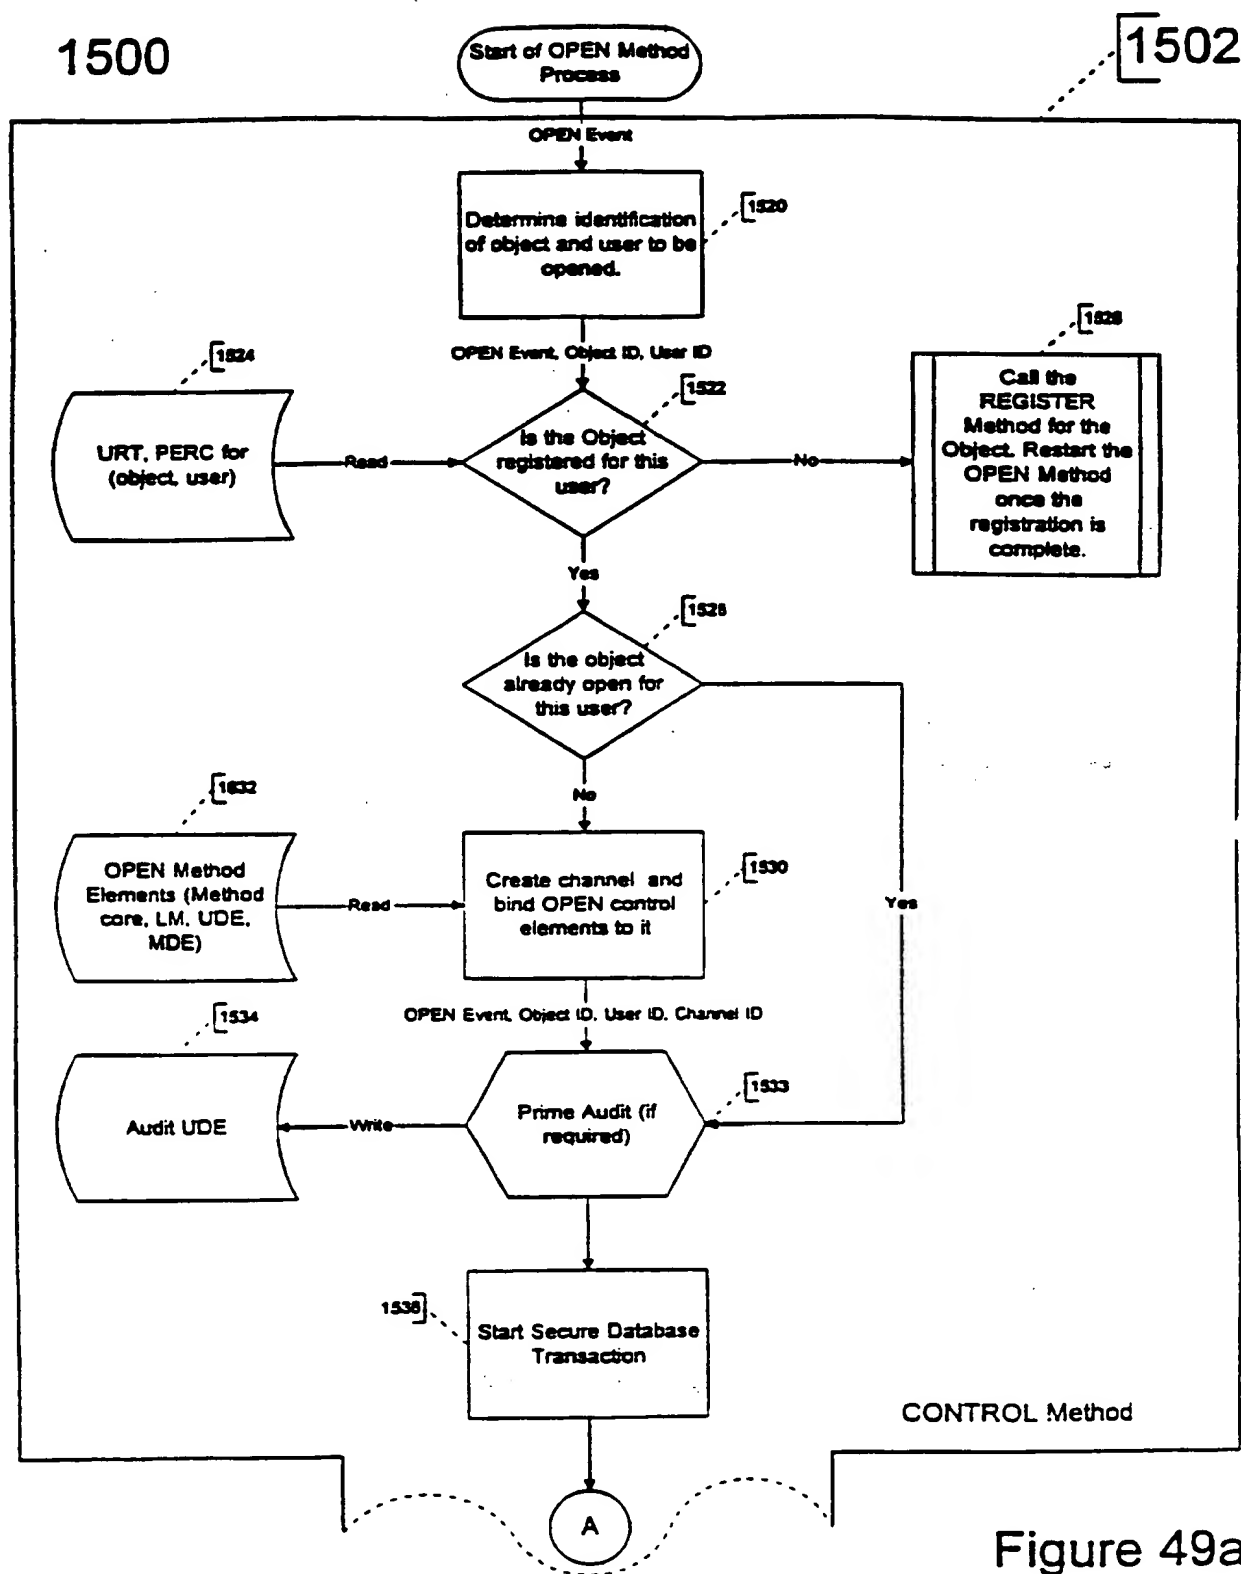 1500
1502
Start of OPEN Method
Process
OPEN Event
Determine identification
of object and user to be
opened.
1520
OPEN Event, Object ID, User ID
1524
URT, PERC for
(object, user)
Read
1522
Is the Object
registered for this
user?
No
1528
Call the
REGISTER
Method for the
Object. Restart the
OPEN Method
once the
registration is
complete.
Yes
1528
Is the object
already open for
this user?
Yes
No
1532
OPEN Method
Elements (Method
core, LM, UDE,
MDE)
Read
1530
Create channel and
bind OPEN control
elements to it
OPEN Event, Object ID, User ID, Channel ID
1534
Audit UDE
Write
1533
Prime Audit (if
required)
1536
Start Secure Database
Transaction
CONTROL Method
A
Figure 49a